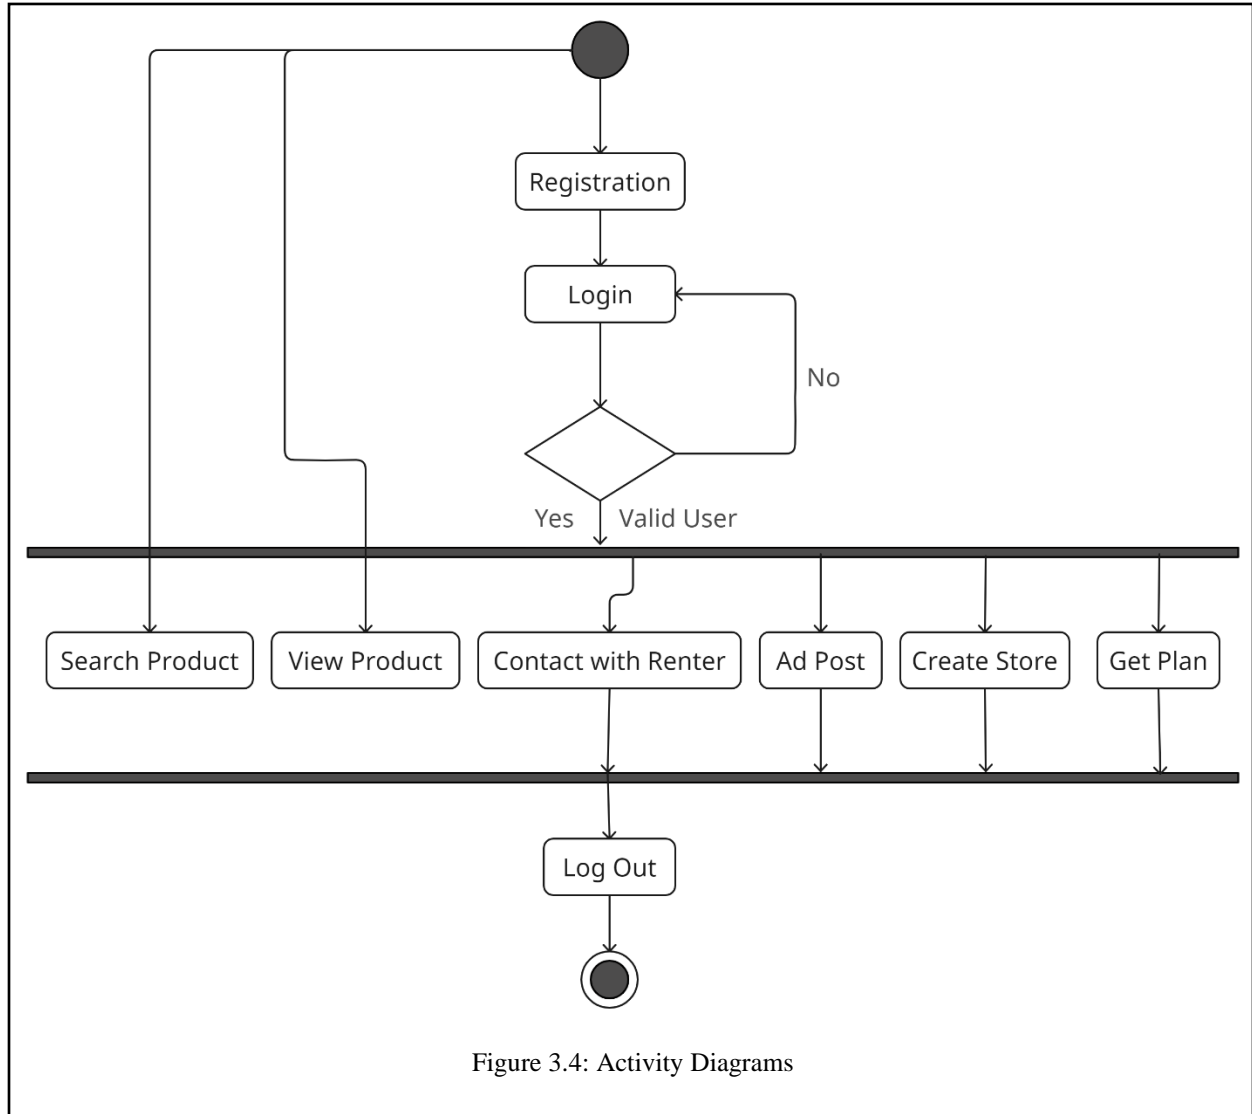 Registration
Login
No
Yes Valid User
Search Product View Product Contact with Renter Ad Post Create Store Get Plan
Log Out
Figure 3.4: Activity Diagrams